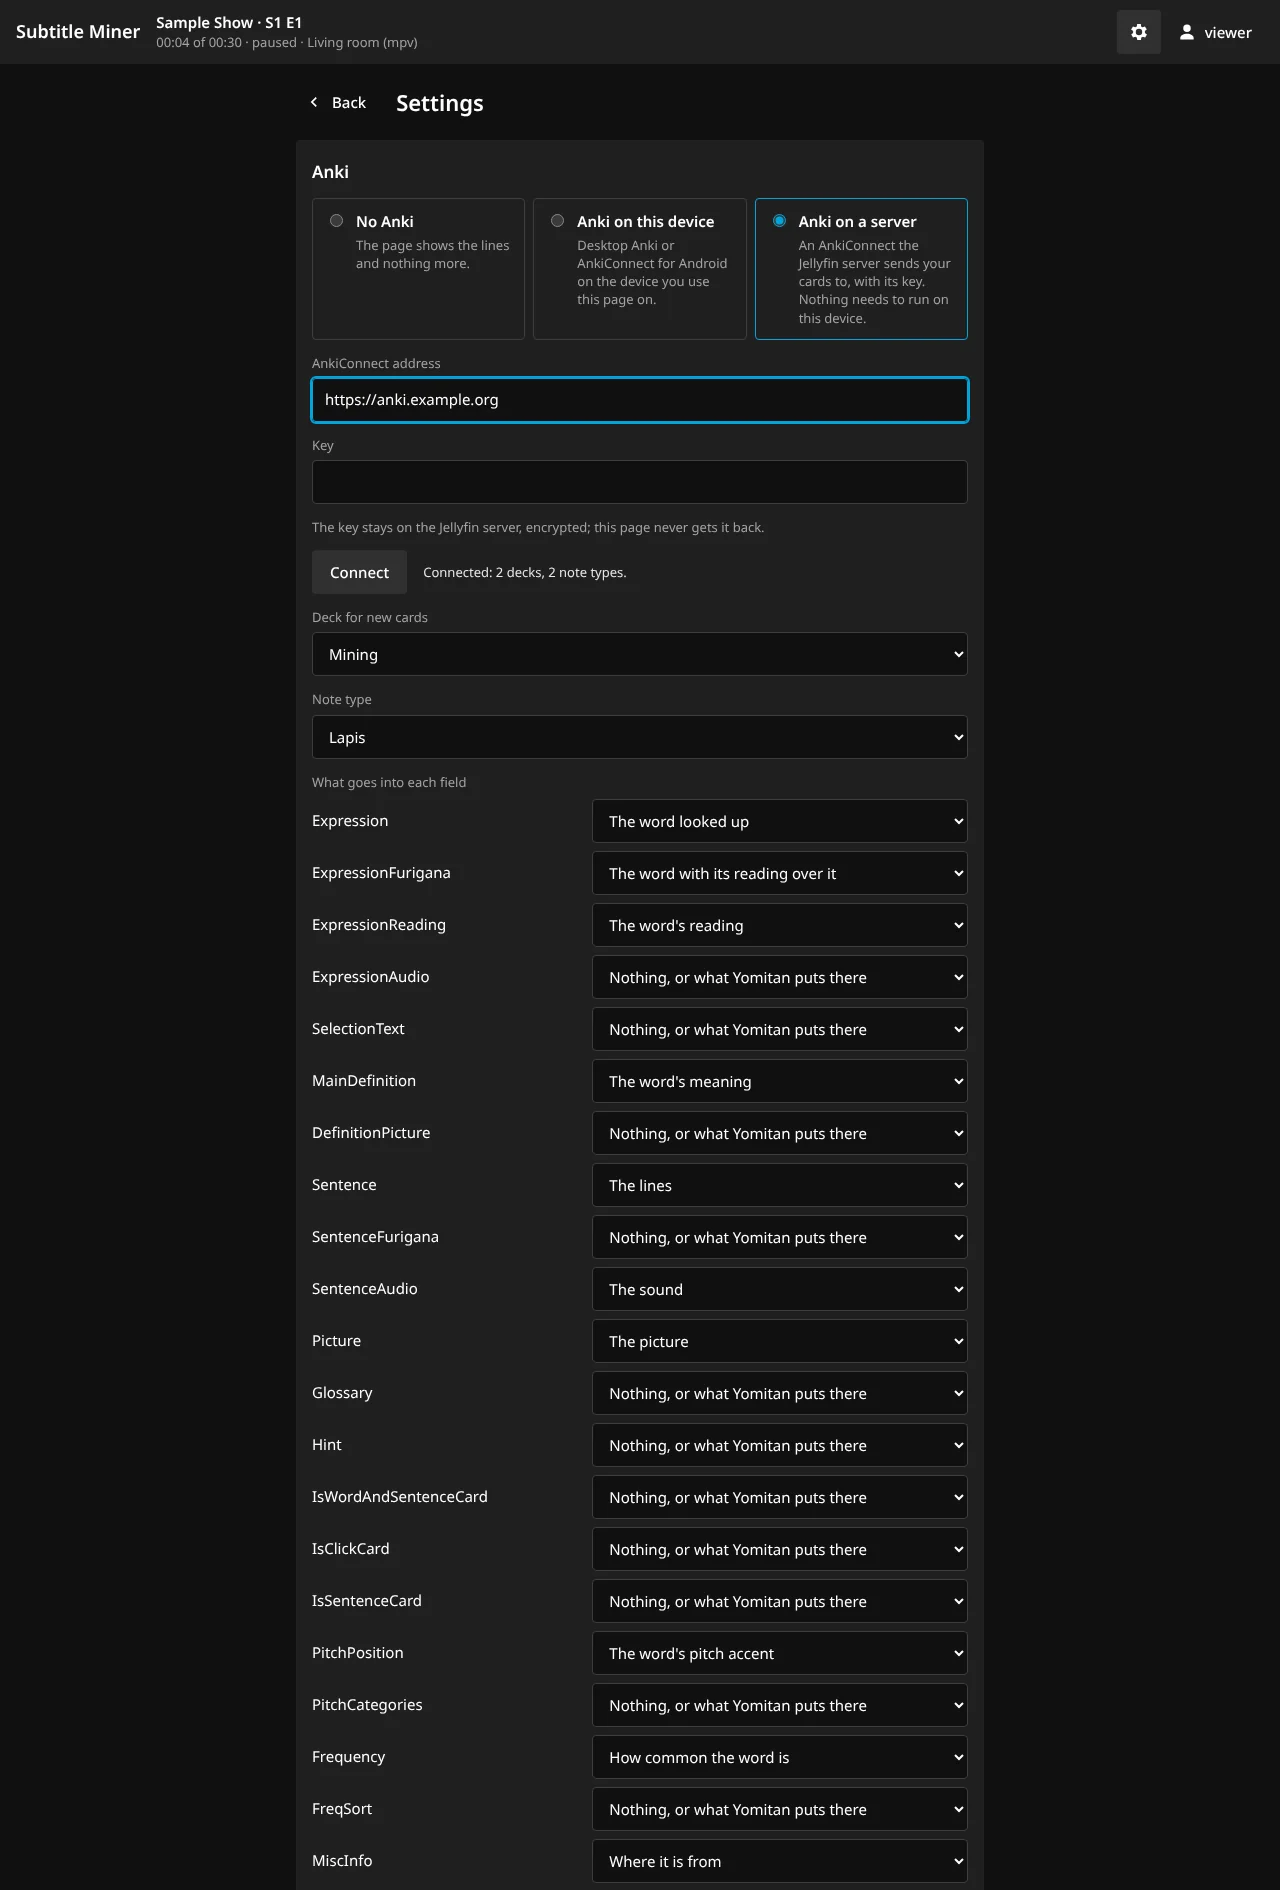 Subtitle Miner
Sample Show · S1 E1
00:04 of 00:30 · paused · Living room (mpv)
viewer
Back
Settings
Anki
No Anki
The page shows the lines
and nothing more.
Anki on this device
Desktop Anki or
AnkiConnect for Android
on the device you use
this page on.
Anki on a server
An AnkiConnect the
Jellyfin server sends your
cards to, with its key.
Nothing needs to run on
this device.
AnkiConnect address
https://anki.example.org
Key
The key stays on the Jellyfin server, encrypted; this page never gets it back.
Connect
Connected: 2 decks, 2 note types.
Deck for new cards
Mining
Note type
Lapis
What goes into each field
Expression
The word looked up
ExpressionFurigana
The word with its reading over it
ExpressionReading
The word's reading
ExpressionAudio
Nothing, or what Yomitan puts there
SelectionText
Nothing, or what Yomitan puts there
MainDefinition
The word's meaning
DefinitionPicture
Nothing, or what Yomitan puts there
Sentence
The lines
SentenceFurigana
Nothing, or what Yomitan puts there
SentenceAudio
The sound
Picture
The picture
Glossary
Nothing, or what Yomitan puts there
Hint
Nothing, or what Yomitan puts there
IsWordAndSentenceCard
Nothing, or what Yomitan puts there
IsClickCard
Nothing, or what Yomitan puts there
IsSentenceCard
Nothing, or what Yomitan puts there
PitchPosition
The word's pitch accent
PitchCategories
Nothing, or what Yomitan puts there
Frequency
How common the word is
FreqSort
Nothing, or what Yomitan puts there
MiscInfo
Where it is from